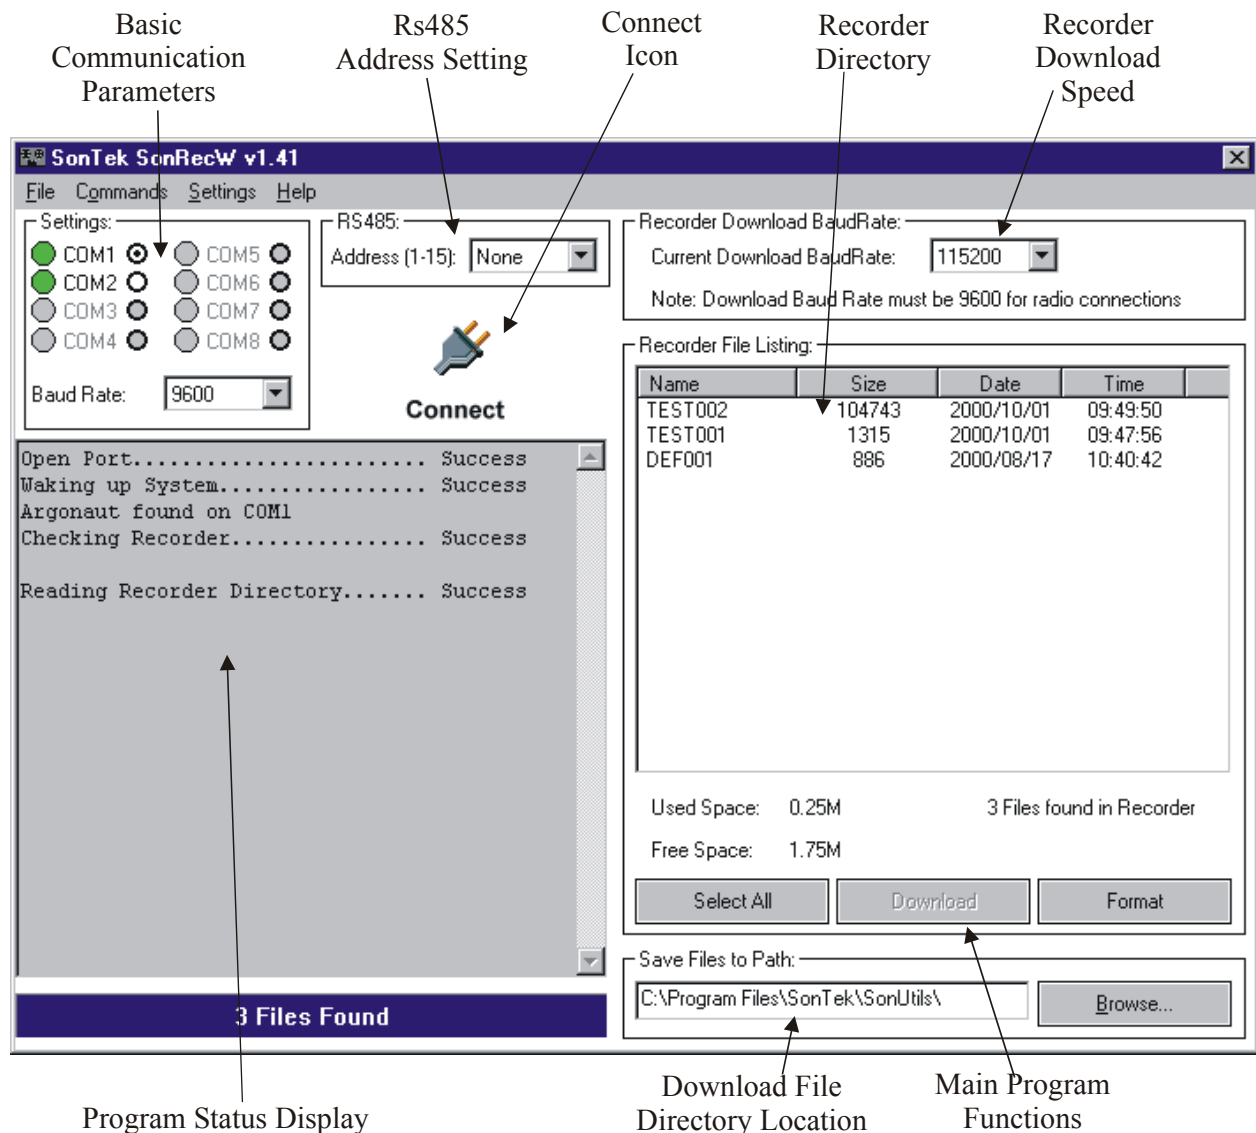 Basic
Communication
Parameters
Rs485
Address Setting
Connect
Icon
Recorder
Directory
Recorder
Download
Speed
SonTek SonRecW v1.41
File Commands Settings Help
Settings:
COM1 COM5
COM2 COM6
COM3 COM7
COM4 COM8
Baud Rate: 9600
RS485:
Address (1-15): None
Connect
Recorder Download BaudRate:
Current Download BaudRate: 115200
Note: Download Baud Rate must be 9600 for radio connections
Open Port........................ Success
Waking up System................. Success
Argonaut found on COM1
Checking Recorder................ Success
Reading Recorder Directory....... Success
3 Files Found
Recorder File Listing:
Name Size Date Time
TEST002 104743 2000/10/01 09:49:50
TEST001 1315 2000/10/01 09:47:56
DEF001 886 2000/08/17 10:40:42
Used Space: 0.25M 3 Files found in Recorder
Free Space: 1.75M
Select All Download Format
Save Files to Path:
C:\Program Files\SonTek\SonUtils\ Browse...
Program Status Display
Download File
Directory Location
Main Program
Functions